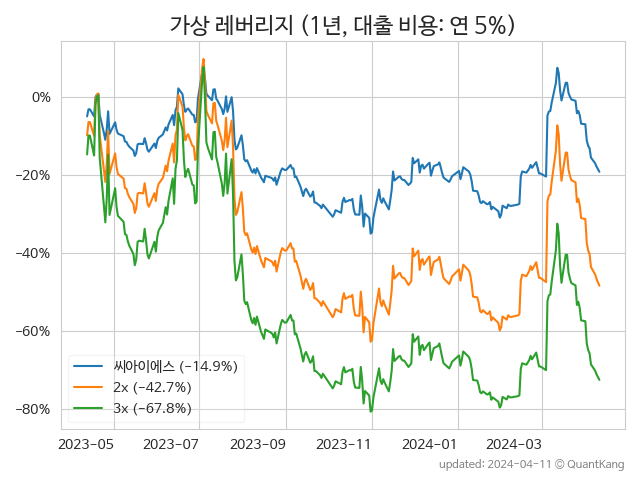 가상 레버리지 (1년, 대출 비용: 연 5%)
0%
−20%
−40%
−60%
−80%
씨아이에스 (-14.9%)
2x (-42.7%)
3x (-67.8%)
2023-05 2023-07 2023-09 2023-11 2024-01 2024-03
updated: 2024-04-11 © QuantKang